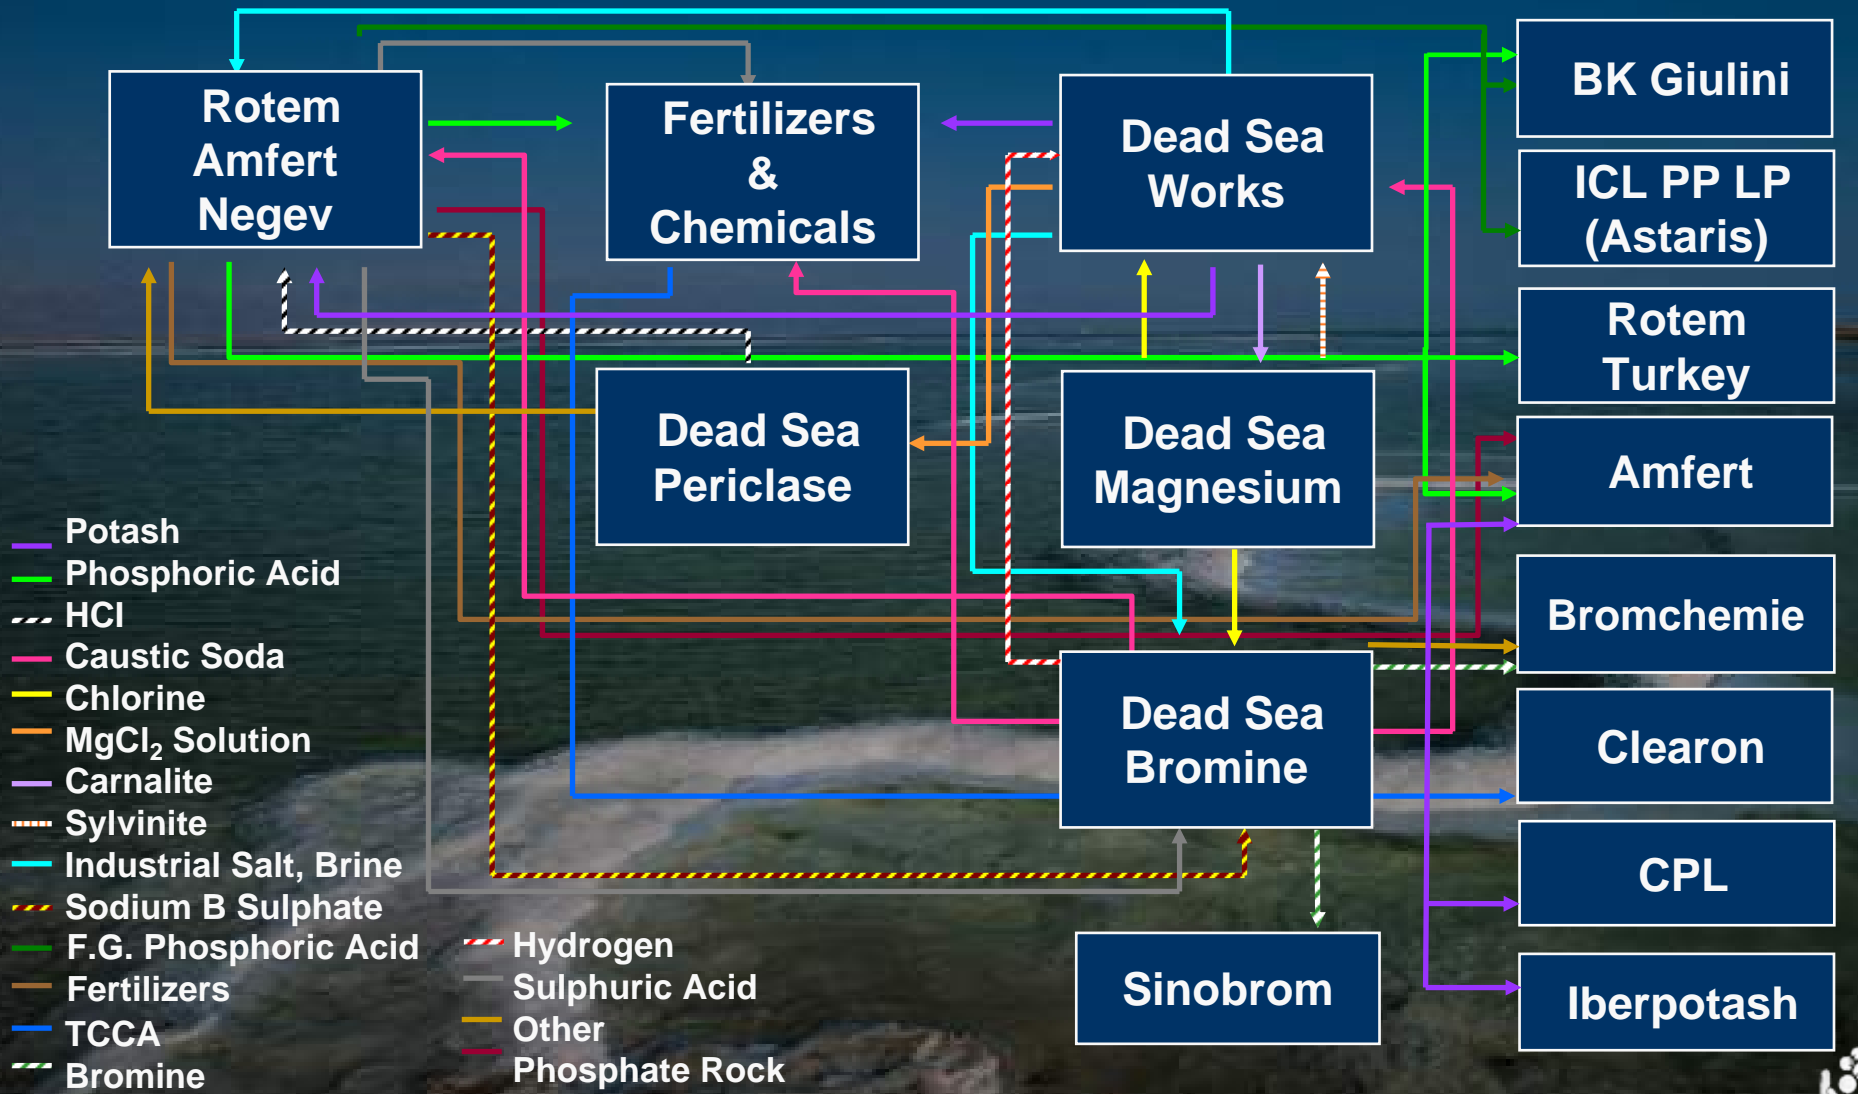 Rotem
Amfert
Negev
Fertilizers
&
Chemicals
Dead Sea
Works
BK Giulini
ICL PP LP
(Astaris)
Rotem
Turkey
Dead Sea
Periclase
Dead Sea
Magnesium
Amfert
Bromchemie
Dead Sea
Bromine
Clearon
CPL
Sinobrom
Iberpotash
Potash
Phosphoric Acid
HCl
Caustic Soda
Chlorine
MgCl₂ Solution
Carnalite
Sylvinite
Industrial Salt, Brine
Sodium B Sulphate
F.G. Phosphoric Acid
Fertilizers
TCCA
Bromine
Hydrogen
Sulphuric Acid
Other
Phosphate Rock